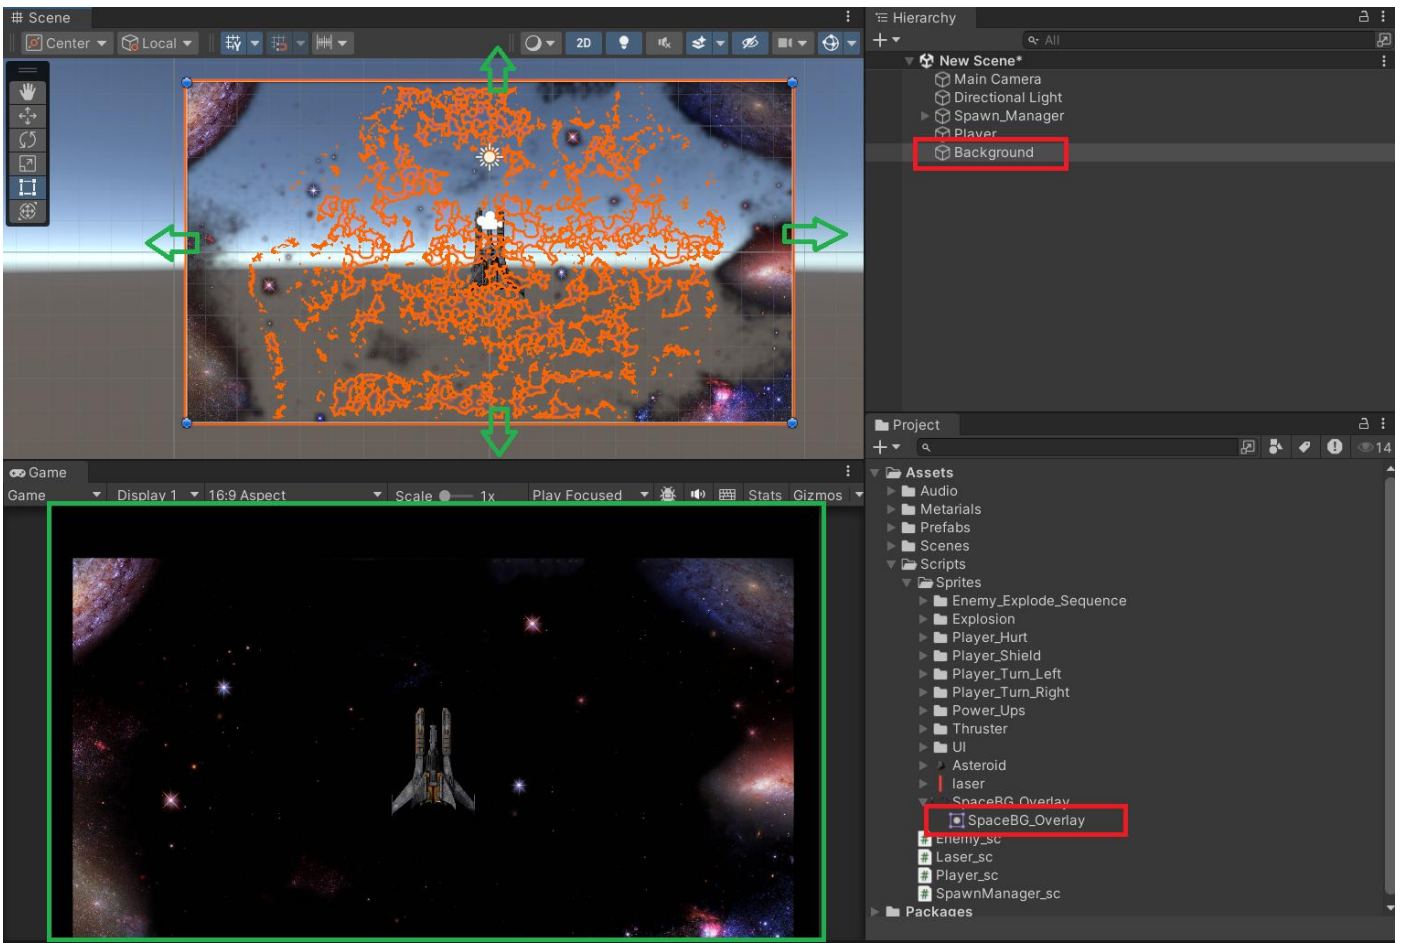 Scene
Center
Local
2D
Game
Game
Display 1
16:9 Aspect
Scale
1x
Play Focused
Stats
Gizmos
Hierarchy
All
New Scene*
Main Camera
Directional Light
Spawn_Manager
Player
Background
Project
14
Assets
Audio
Metarials
Prefabs
Scenes
Scripts
Sprites
Enemy_Explode_Sequence
Explosion
Player_Hurt
Player_Shield
Player_Turn_Left
Player_Turn_Right
Power_Ups
Thruster
UI
Asteroid
laser
SpaceBG_Overlay
SpaceBG_Overlay
Enemy_sc
Laser_sc
Player_sc
SpawnManager_sc
Packages